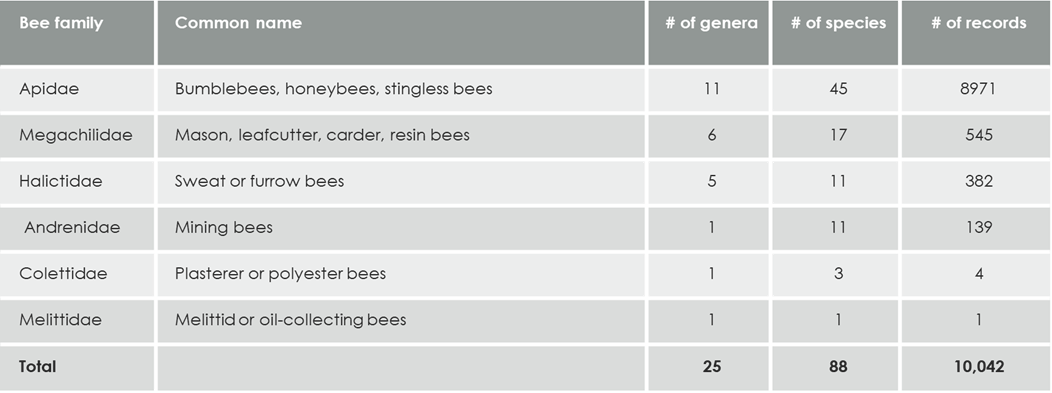 Bee family Common name # of genera # of species # of records
Apidae Bumblebees, honeybees, stingless bees 11 45 8971
Megachilidae Mason, leafcutter, carder, resin bees 6 17 545
Halictidae Sweat or furrow bees 5 11 382
Andrenidae Mining bees 1 11 139
Colettidae Plasterer or polyester bees 1 3 4
Melittidae Melittid or oil-collecting bees 1 1 1
Total 25 88 10,042